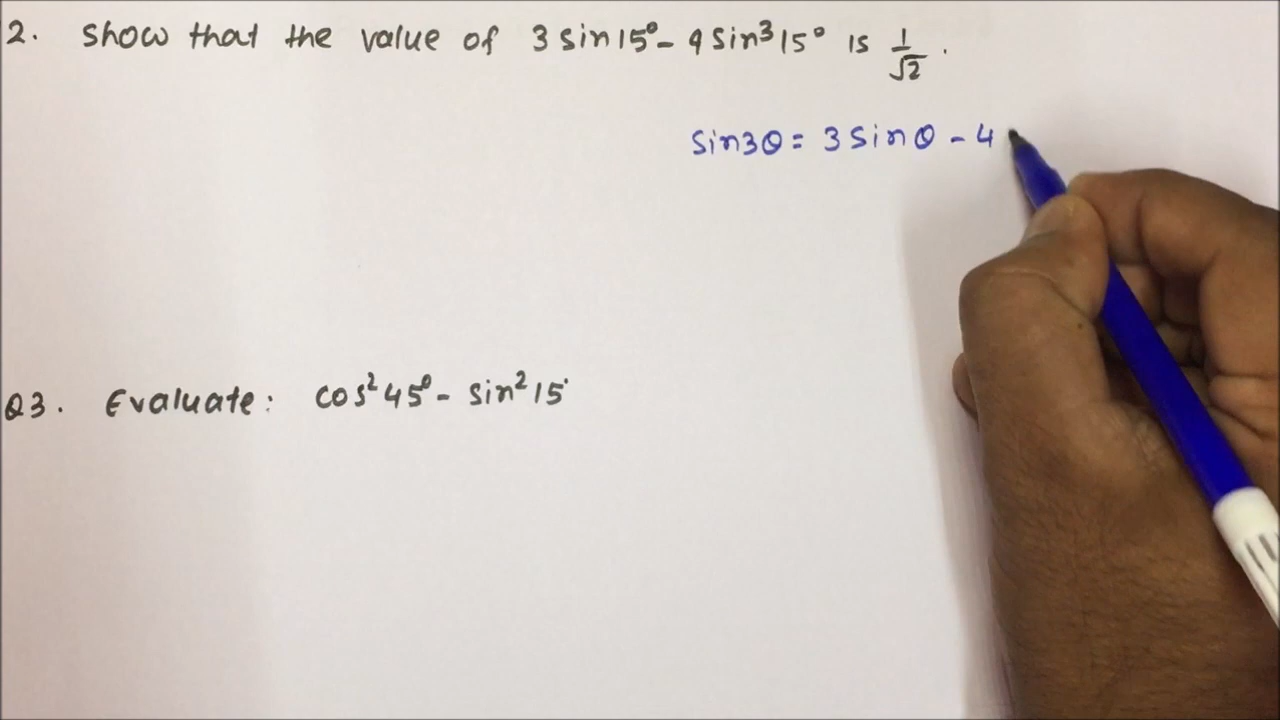 2. Show that the value of 3 sin 15° - 4 sin³ 15° is 1/√2 .
sin3θ = 3 sin θ - 4
Q3. Evaluate: cos² 45° - sin² 15°